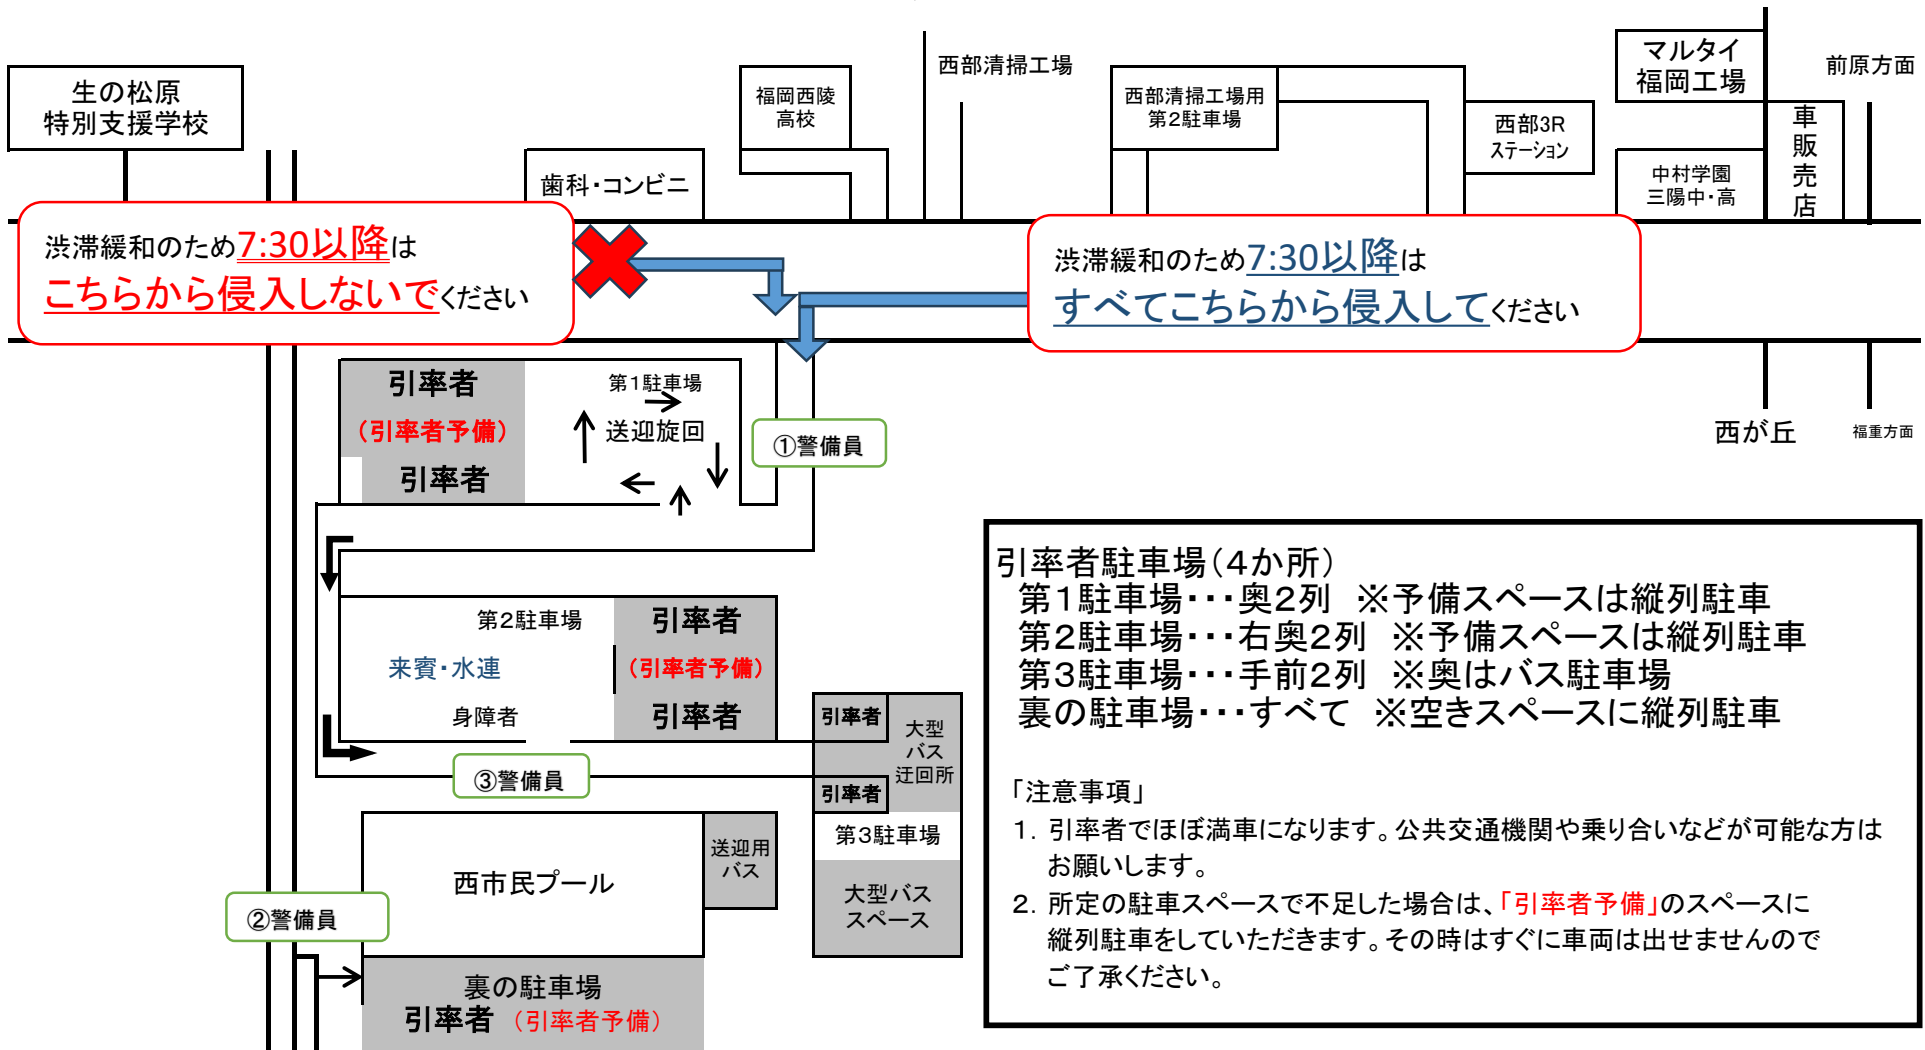 生の松原
特別支援学校
歯科・コンビニ
福岡西陵
高校
西部清掃工場
西部清掃工場用
第2駐車場
西部3R
ステーション
マルタイ
福岡工場
中村学園
三陽中・高
車
販
売
店
前原方面
渋滞緩和のため7:30以降は
こちらから侵入しないでください
渋滞緩和のため7:30以降は
すべてこちらから侵入してください
西が丘
福重方面
引率者
(引率者予備)
引率者
第1駐車場
送迎旋回
①警備員
第2駐車場
来賓・水連
身障者
引率者
(引率者予備)
引率者
③警備員
引率者
引率者
大型
バス
迂回所
第3駐車場
大型バス
スペース
西市民プール
送迎用
バス
②警備員
裏の駐車場
引率者 (引率者予備)
引率者駐車場(4か所)
第1駐車場・・・奥2列 ※予備スペースは縦列駐車
第2駐車場・・・右奥2列 ※予備スペースは縦列駐車
第3駐車場・・・手前2列 ※奥はバス駐車場
裏の駐車場・・・すべて ※空きスペースに縦列駐車
「注意事項」
1. 引率者でほぼ満車になります。公共交通機関や乗り合いなどが可能な方は
お願いします。
2. 所定の駐車スペースで不足した場合は、「引率者予備」のスペースに
縦列駐車をしていただきます。その時はすぐに車両は出せませんので
ご了承ください。